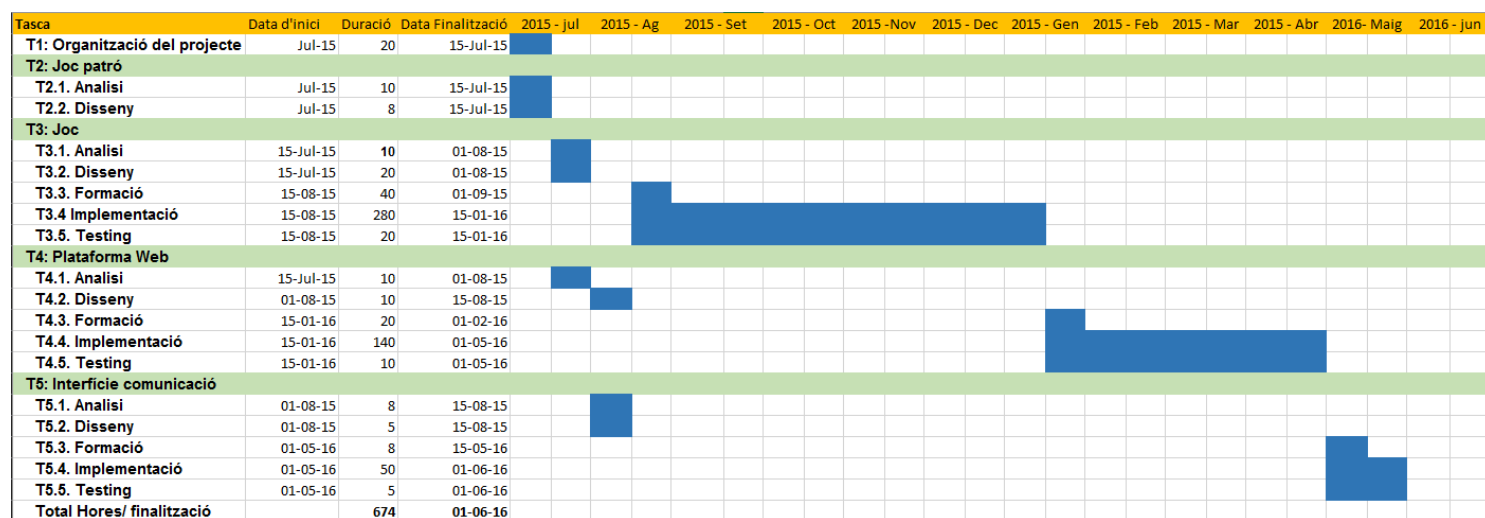 Tasca Data d'inici Duració Data Finalització 2015 - jul 2015 - Ag 2015 - Set 2015 - Oct 2015 -Nov 2015 - Dec 2015 - Gen 2015 - Feb 2015 - Mar 2015 - Abr 2016- Maig 2016 - jun
T1: Organització del projecte Jul-15 20 15-Jul-15
T2: Joc patró
T2.1. Analisi Jul-15 10 15-Jul-15
T2.2. Disseny Jul-15 8 15-Jul-15
T3: Joc
T3.1. Analisi 15-Jul-15 10 01-08-15
T3.2. Disseny 15-Jul-15 20 01-08-15
T3.3. Formació 15-08-15 40 01-09-15
T3.4 Implementació 15-08-15 280 15-01-16
T3.5. Testing 15-08-15 20 15-01-16
T4: Plataforma Web
T4.1. Analisi 15-Jul-15 10 01-08-15
T4.2. Disseny 01-08-15 10 15-08-15
T4.3. Formació 15-01-16 20 01-02-16
T4.4. Implementació 15-01-16 140 01-05-16
T4.5. Testing 15-01-16 10 01-05-16
T5: Interfície comunicació
T5.1. Analisi 01-08-15 8 15-08-15
T5.2. Disseny 01-08-15 5 15-08-15
T5.3. Formació 01-05-16 8 15-05-16
T5.4. Implementació 01-05-16 50 01-06-16
T5.5. Testing 01-05-16 5 01-06-16
Total Hores/ finalització 674 01-06-16